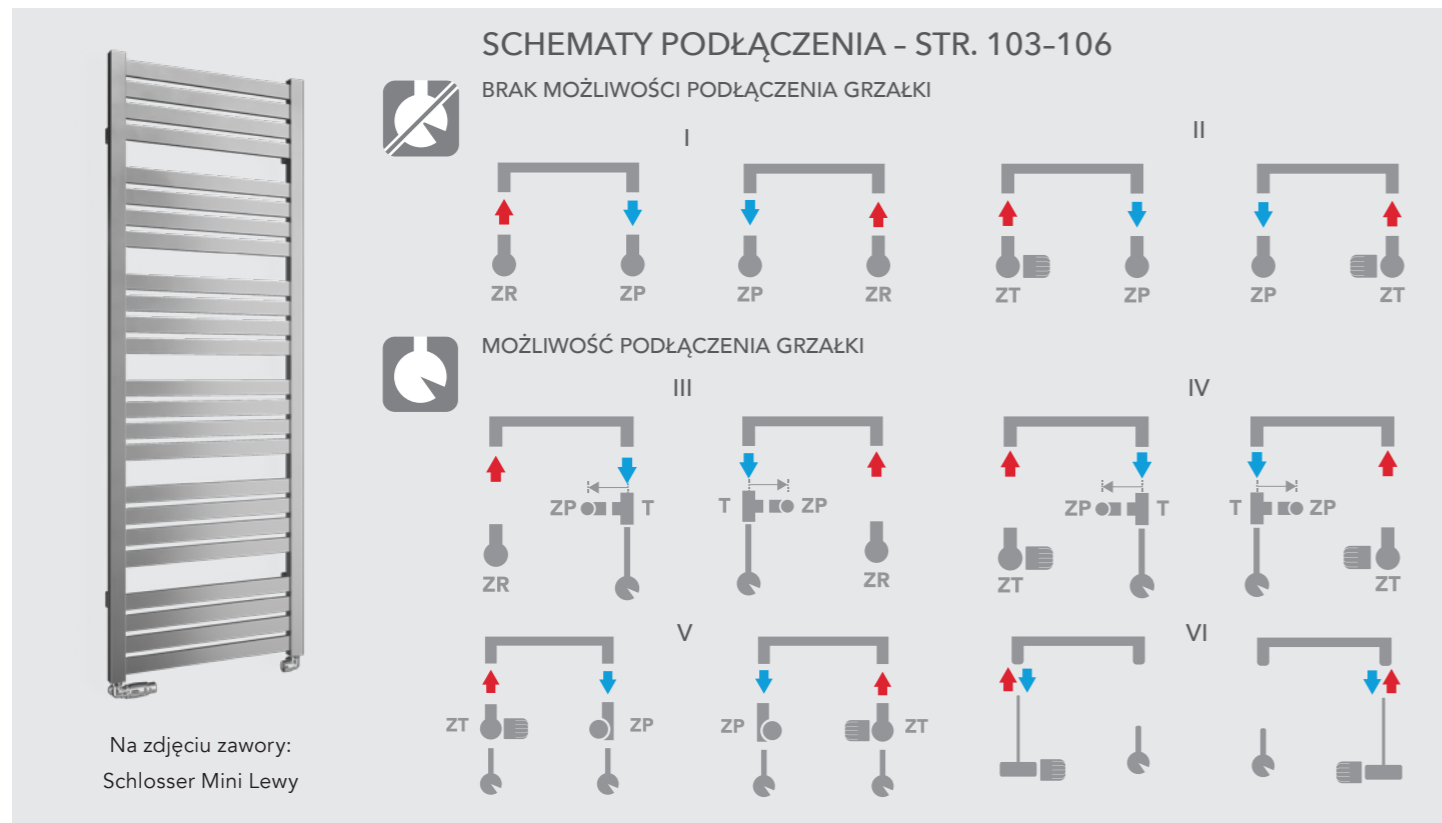 SCHEMATY PODŁĄCZENIA – STR. 103–106
BRAK MOŻLIWOŚCI PODŁĄCZENIA GRZAŁKI
I
II
ZR ZP ZP ZR ZT ZP ZP ZT
MOŻLIWOŚĆ PODŁĄCZENIA GRZAŁKI
III
IV
ZP T T ZP ZP T T ZP
ZR ZR ZT ZT
V
VI
ZT ZP ZP ZT
Na zdjęciu zawory:
Schlosser Mini Lewy